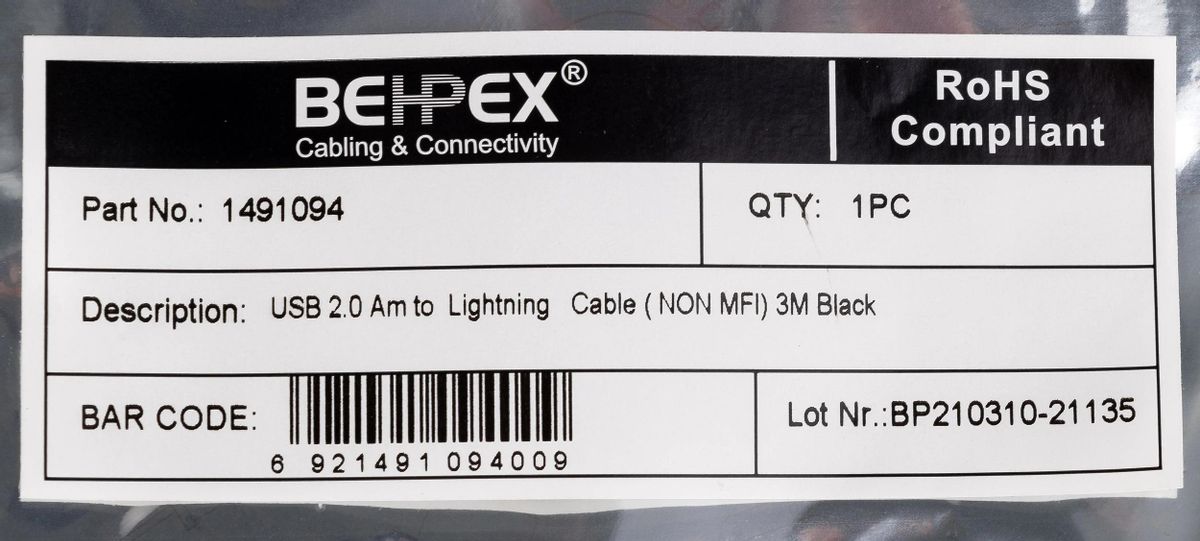 BEHPEX®
Cabling & Connectivity
RoHS
Compliant
Part No.: 1491094
QTY: 1PC
Description: USB 2.0 Am to Lightning Cable ( NON MFI) 3M Black
BAR CODE:
6 921491 094009
Lot Nr.:BP210310-21135